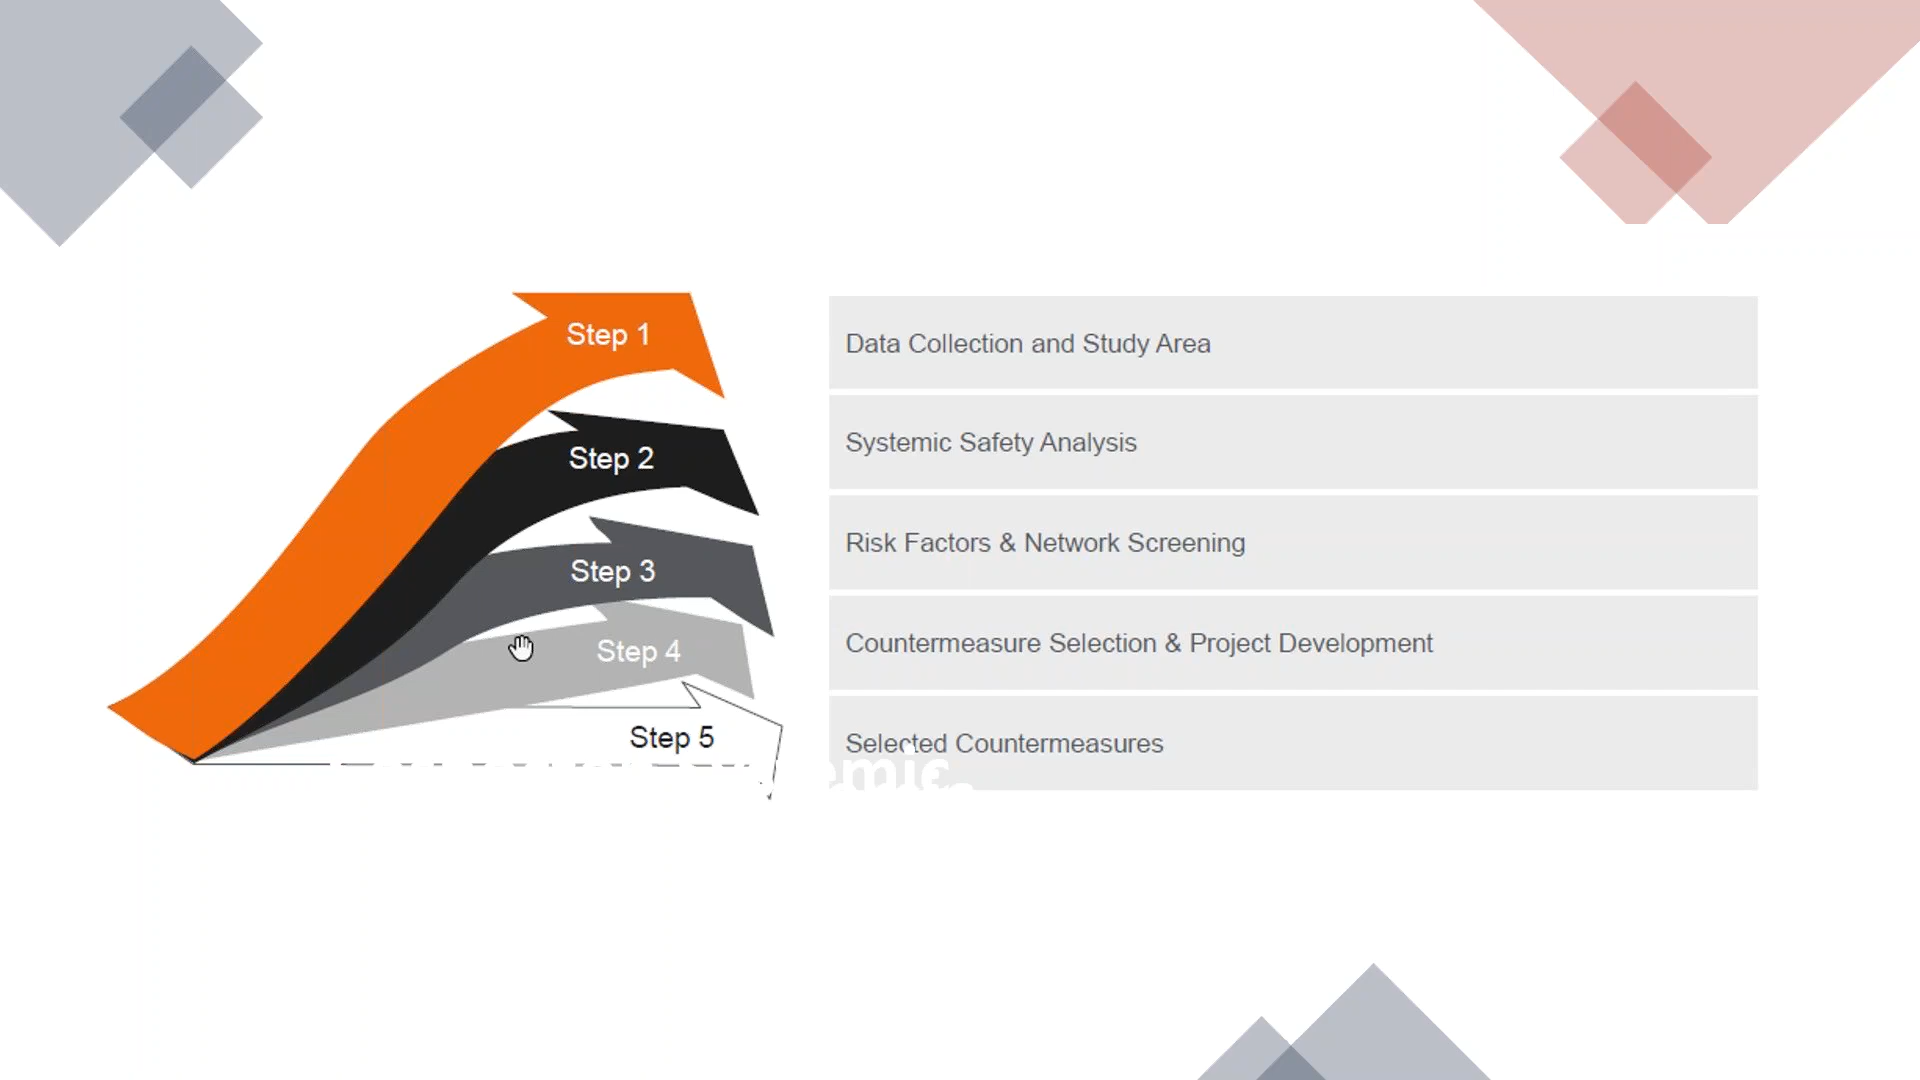 Step 1
Data Collection and Study Area
Step 2
Systemic Safety Analysis
Step 3
Risk Factors & Network Screening
Step 4
Countermeasure Selection & Project Development
Step 5
Selected Countermeasures